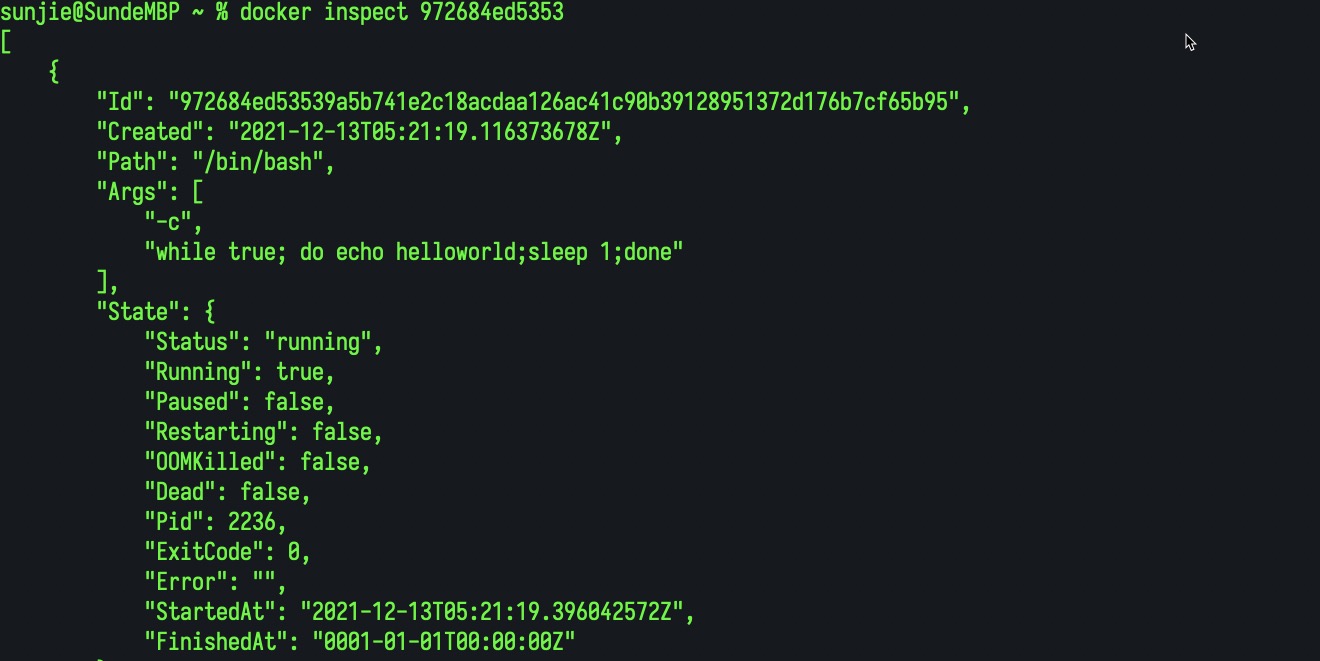 sunjie@SundeMBP ~ % docker inspect 972684ed5353
[
    {
        "Id": "972684ed53539a5b741e2c18acdaa126ac41c90b39128951372d176b7cf65b95",
        "Created": "2021-12-13T05:21:19.116373678Z",
        "Path": "/bin/bash",
        "Args": [
            "-c",
            "while true; do echo helloworld;sleep 1;done"
        ],
        "State": {
            "Status": "running",
            "Running": true,
            "Paused": false,
            "Restarting": false,
            "OOMKilled": false,
            "Dead": false,
            "Pid": 2236,
            "ExitCode": 0,
            "Error": "",
            "StartedAt": "2021-12-13T05:21:19.396042572Z",
            "FinishedAt": "0001-01-01T00:00:00Z"